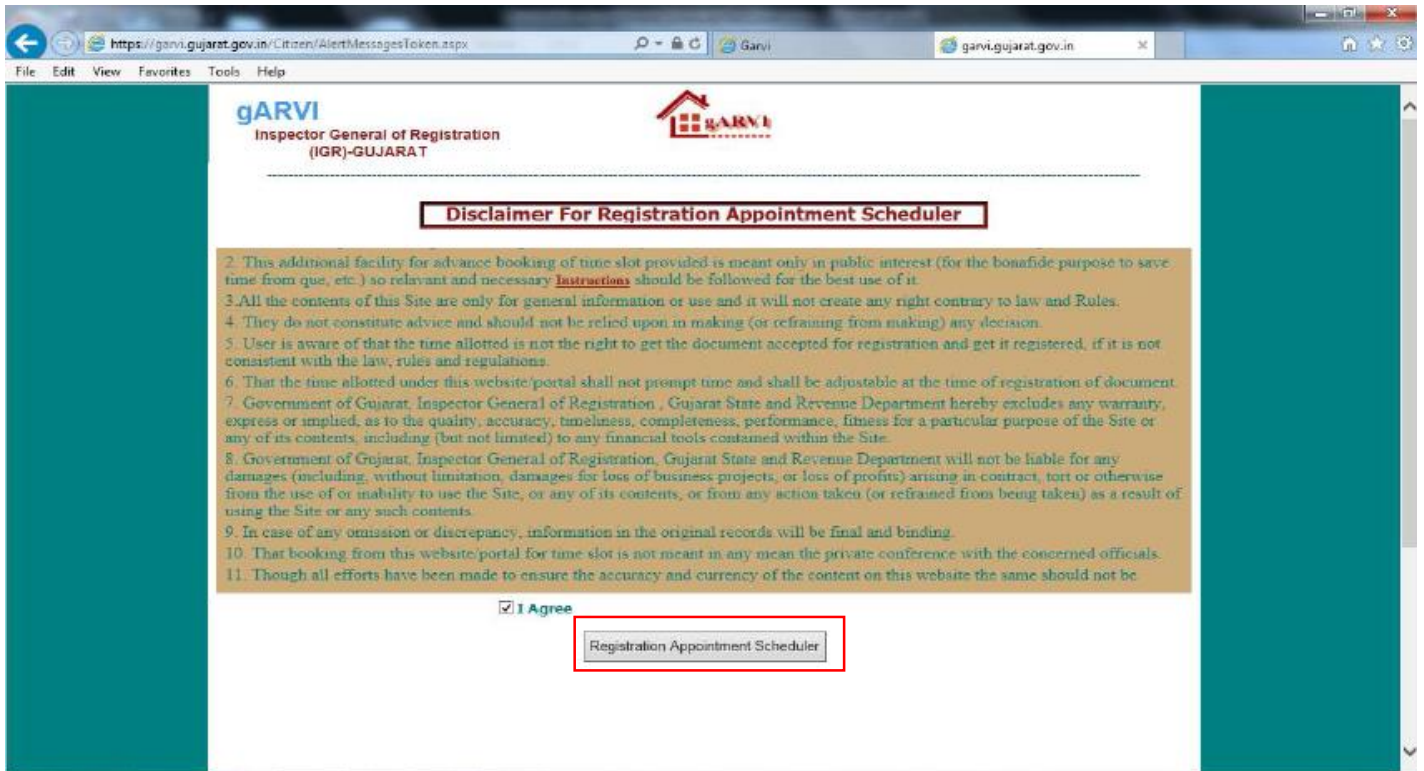 https://garvi.gujarat.gov.in/Citizen/AlertMessagesToken.aspx
Garvi
garvi.gujarat.gov.in
File Edit View Favorites Tools Help
gARVI
Inspector General of Registration
(IGR)-GUJARAT
gARVI
Disclaimer For Registration Appointment Scheduler
2. This additional facility for advance booking of time slot provided is meant only in public interest (for the bonafide purpose to save
time from que, etc.) so relavant and necessary Instructions should be followed for the best use of it.
3.All the contents of this Site are only for general information or use and it will not create any right contrary to law and Rules.
4. They do not constitute advice and should not be relied upon in making (or refraining from making) any decision.
5. User is aware of that the time allotted is not the right to get the document accepted for registration and get it registered, if it is not
consistent with the law, rules and regulations.
6. That the time allotted under this website/portal shall not prompt time and shall be adjustable at the time of registration of document.
7. Government of Gujarat, Inspector General of Registration , Gujarat State and Revenue Department hereby excludes any warranty,
express or implied, as to the quality, accuracy, timeliness, completeness, performance, fitness for a particular purpose of the Site or
any of its contents, including (but not limited) to any financial tools contained within the Site.
8. Government of Gujarat, Inspector General of Registration, Gujarat State and Revenue Department will not be liable for any
damages (including, without limitation, damages for loss of business projects, or loss of profits) arising in contract, tort or otherwise
from the use of or inability to use the Site, or any of its contents, or from any action taken (or refrained from being taken) as a result of
using the Site or any such contents.
9. In case of any omission or discrepancy, information in the original records will be final and binding.
10. That booking from this website/portal for time slot is not meant in any mean the private conference with the concerned officials.
11. Though all efforts have been made to ensure the accuracy and currency of the content on this website the same should not be
I Agree
Registration Appointment Scheduler